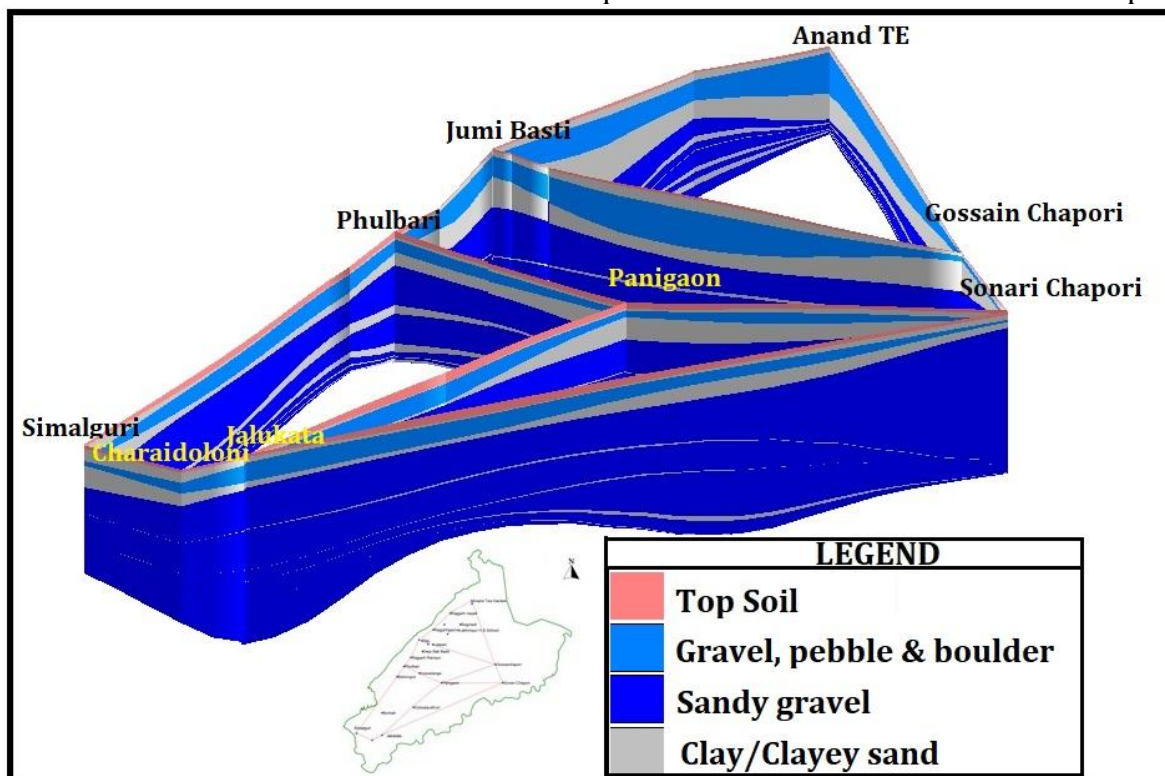 Anand TE
Jumi Basti
Phulbari
Gossain Chapori
Panigaon
Sonari Chapori
Simalguri
Jalukata
Charaidoloni
N
LEGEND
Top Soil
Gravel, pebble & boulder
Sandy gravel
Clay/Clayey sand